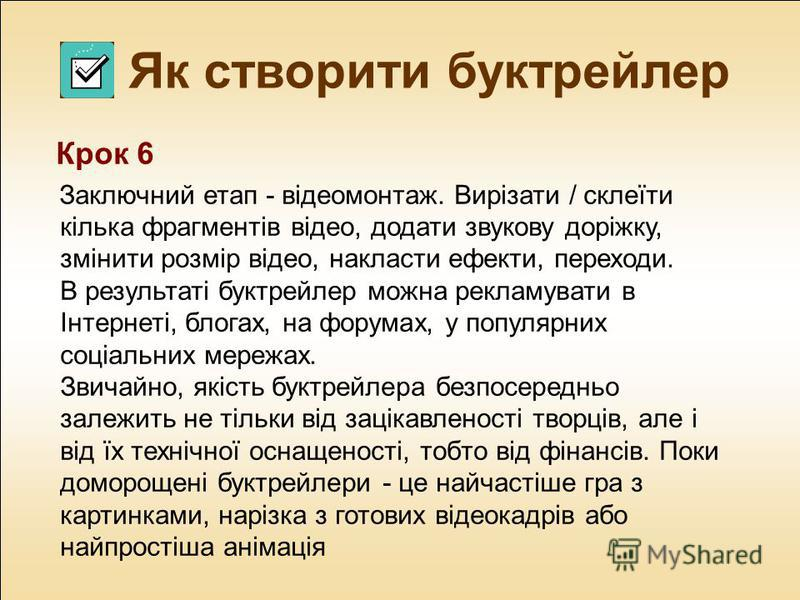 Як створити буктрейлер
Крок 6
Заключний етап - відеомонтаж. Вирізати / склеїти
кілька фрагментів відео, додати звукову доріжку,
змінити розмір відео, накласти ефекти, переходи.
В результаті буктрейлер можна рекламувати в
Інтернеті, блогах, на форумах, у популярних
соціальних мережах.
Звичайно, якість буктрейлера безпосередньо
залежить не тільки від зацікавленості творців, але і
від їх технічної оснащеності, тобто від фінансів. Поки
доморощені буктрейлери - це найчастіше гра з
картинками, нарізка з готових відеокадрів або
найпростіша анімація
MyShared